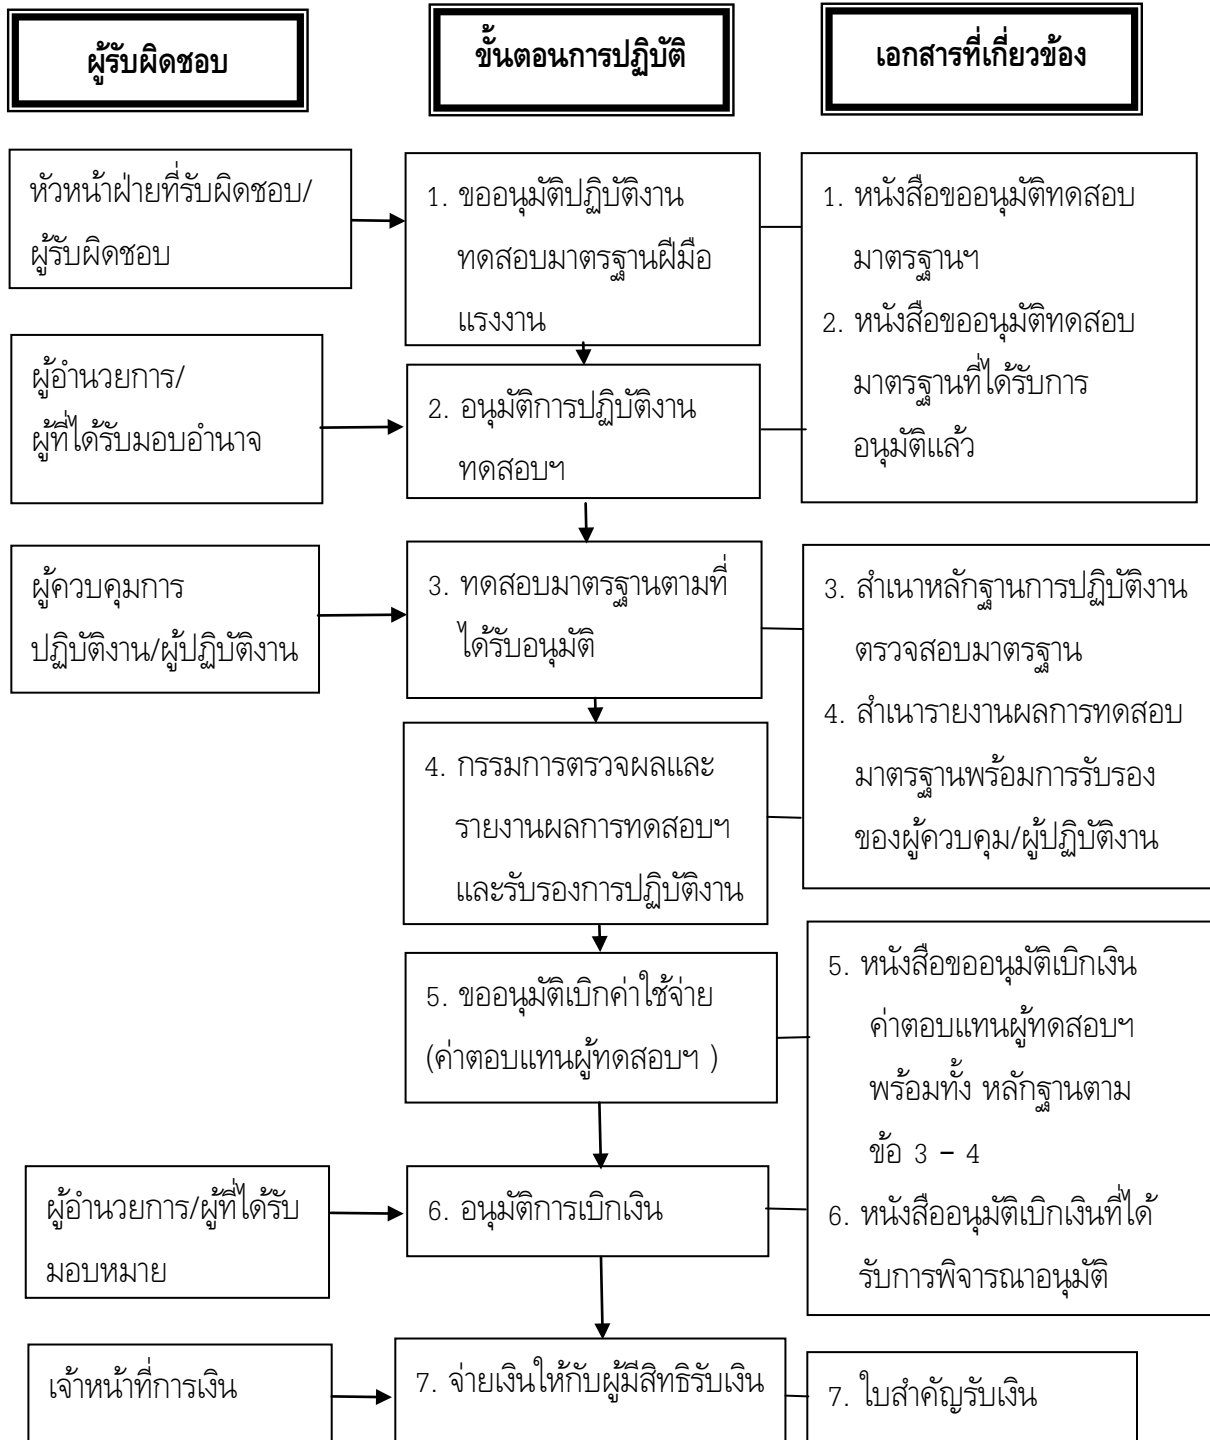 ผู้รับผิดชอบ
ขั้นตอนการปฏิบัติ
เอกสารที่เกี่ยวข้อง
หัวหน้าฝ่ายที่รับผิดชอบ/
ผู้รับผิดชอบ
1. ขออนุมัติปฏิบัติงาน
ทดสอบมาตรฐานฝีมือ
แรงงาน
1. หนังสือขออนุมัติทดสอบ
มาตรฐานฯ
2. หนังสือขออนุมัติทดสอบ
มาตรฐานที่ได้รับการ
อนุมัติแล้ว
ผู้อำนวยการ/
ผู้ที่ได้รับมอบอำนาจ
2. อนุมัติการปฏิบัติงาน
ทดสอบฯ
ผู้ควบคุมการ
ปฏิบัติงาน/ผู้ปฏิบัติงาน
3. ทดสอบมาตรฐานตามที่
ได้รับอนุมัติ
3. สำเนาหลักฐานการปฏิบัติงาน
ตรวจสอบมาตรฐาน
4. สำเนารายงานผลการทดสอบ
มาตรฐานพร้อมการรับรอง
ของผู้ควบคุม/ผู้ปฏิบัติงาน
4. กรรมการตรวจผลและ
รายงานผลการทดสอบฯ
และรับรองการปฏิบัติงาน
5. ขออนุมัติเบิกค่าใช้จ่าย
(ค่าตอบแทนผู้ทดสอบฯ )
5. หนังสือขออนุมัติเบิกเงิน
ค่าตอบแทนผู้ทดสอบฯ
พร้อมทั้ง หลักฐานตาม
ข้อ 3 – 4
6. หนังสืออนุมัติเบิกเงินที่ได้
รับการพิจารณาอนุมัติ
ผู้อำนวยการ/ผู้ที่ได้รับ
มอบหมาย
6. อนุมัติการเบิกเงิน
เจ้าหน้าที่การเงิน
7. จ่ายเงินให้กับผู้มีสิทธิรับเงิน
7. ใบสำคัญรับเงิน